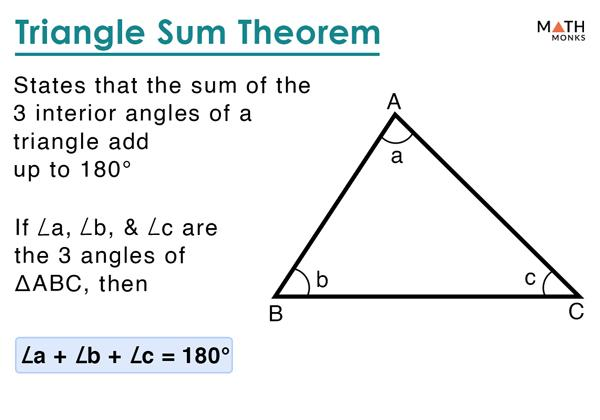 Triangle Sum Theorem
MATH
MONKS
States that the sum of the
3 interior angles of a
triangle add
up to 180°
If ∠a, ∠b, & ∠c are
the 3 angles of
ΔABC, then
∠a + ∠b + ∠c = 180°
A
a
b
c
B
C